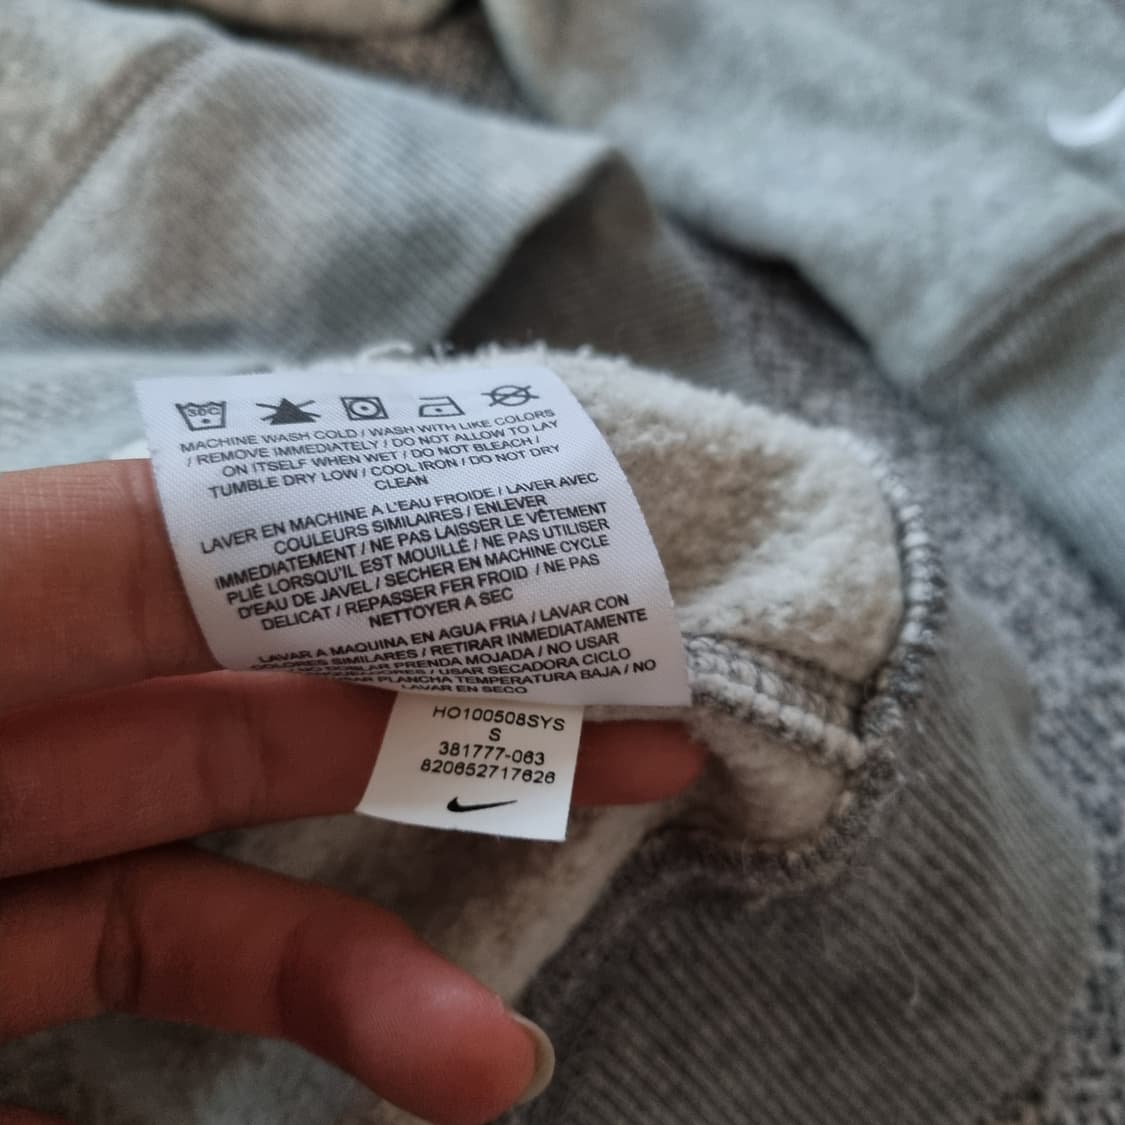 30C
MACHINE WASH COLD / WASH WITH LIKE COLORS
/ REMOVE IMMEDIATELY / DO NOT ALLOW TO LAY
ON ITSELF WHEN WET / DO NOT BLEACH /
TUMBLE DRY LOW / COOL IRON / DO NOT DRY
CLEAN
LAVER EN MACHINE A L'EAU FROIDE / LAVER AVEC
COULEURS SIMILAIRES / ENLEVER
IMMEDIATEMENT / NE PAS LAISSER LE VÊTEMENT
PLIÉ LORSQU'IL EST MOUILLÉ / NE PAS UTILISER
D'EAU DE JAVEL / SECHER EN MACHINE CYCLE
DELICAT / REPASSER FER FROID / NE PAS
NETTOYER A SEC
LAVAR A MAQUINA EN AGUA FRIA / LAVAR CON
COLORES SIMILARES / RETIRAR INMEDIATAMENTE
PRENDA MOJADA / NO USAR
/ USAR SECADORA CICLO
PLANCHA TEMPERATURA BAJA / NO
LAVAR EN SECO
HO100508SYS
S
381777-063
820652717626